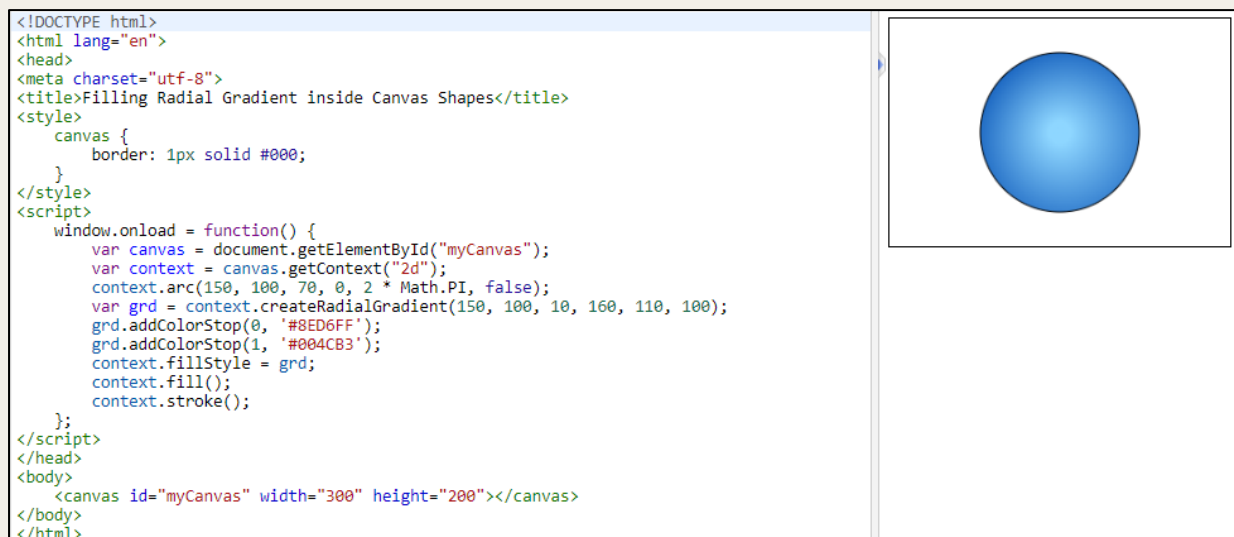 <!DOCTYPE html>
<html lang="en">
<head>
<meta charset="utf-8">
<title>Filling Radial Gradient inside Canvas Shapes</title>
<style>
    canvas {
        border: 1px solid #000;
    }
</style>
<script>
    window.onload = function() {
        var canvas = document.getElementById("myCanvas");
        var context = canvas.getContext("2d");
        context.arc(150, 100, 70, 0, 2 * Math.PI, false);
        var grd = context.createRadialGradient(150, 100, 10, 160, 110, 100);
        grd.addColorStop(0, '#8ED6FF');
        grd.addColorStop(1, '#004CB3');
        context.fillStyle = grd;
        context.fill();
        context.stroke();
    };
</script>
</head>
<body>
    <canvas id="myCanvas" width="300" height="200"></canvas>
</body>
</html>